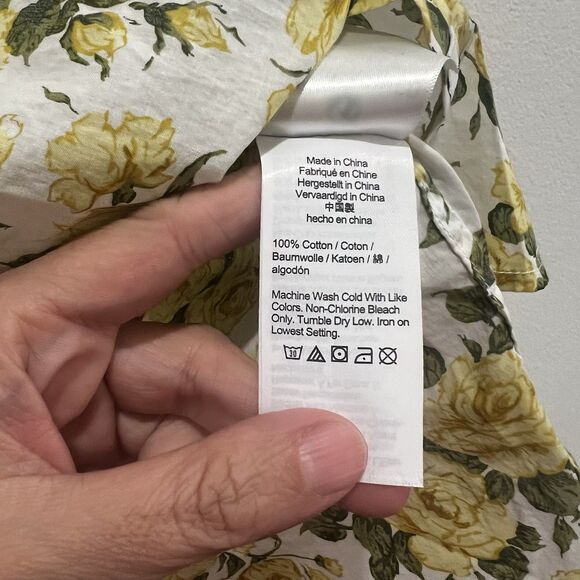 Made in China
Fabriqué en Chine
Hergestellt in China
Vervaardigd in China
中国製
hecho en china
100% Cotton / Coton /
Baumwolle / Katoen / 綿 /
algodón
Machine Wash Cold With Like
Colors. Non-Chlorine Bleach
Only. Tumble Dry Low. Iron on
Lowest Setting.
30